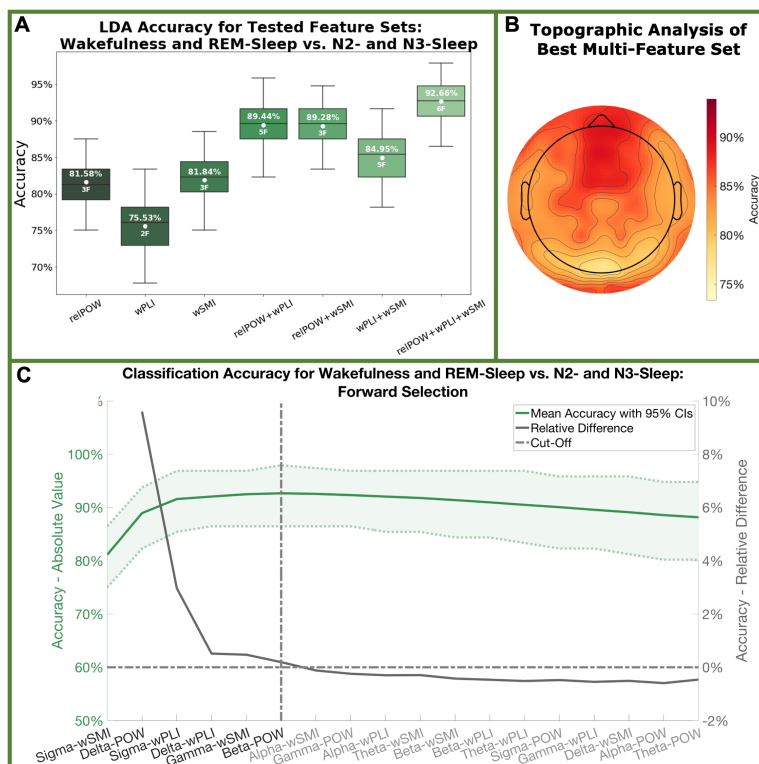 A
LDA Accuracy for Tested Feature Sets:
Wakefulness and REM-Sleep vs. N2- and N3-Sleep
Accuracy
95%
90%
85%
80%
75%
70%
81.58%
3F
75.53%
2F
81.84%
3F
89.44%
5F
89.28%
3F
84.95%
5F
92.66%
6F
relPOW
wPLI
wSMI
relPOW+wPLI
relPOW+wSMI
wPLI+wSMI
relPOW+wPLI+wSMI
B
Topographic Analysis of
Best Multi-Feature Set
90%
85%
80%
75%
Accuracy
C
Classification Accuracy for Wakefulness and REM-Sleep vs. N2- and N3-Sleep:
Forward Selection
Accuracy - Absolute Value
100%
90%
80%
70%
60%
50%
Mean Accuracy with 95% CIs
Relative Difference
Cut-Off
10%
8%
6%
4%
2%
0%
-2%
Accuracy - Relative Difference
Sigma-wSMI
Delta-POW
Sigma-wPLI
Delta-wPLI
Gamma-wSMI
Beta-POW
Alpha-wSMI
Gamma-POW
Alpha-wPLI
Theta-wSMI
Beta-wSMI
Beta-wPLI
Theta-wPLI
Sigma-POW
Gamma-wPLI
Delta-wSMI
Alpha-POW
Theta-POW